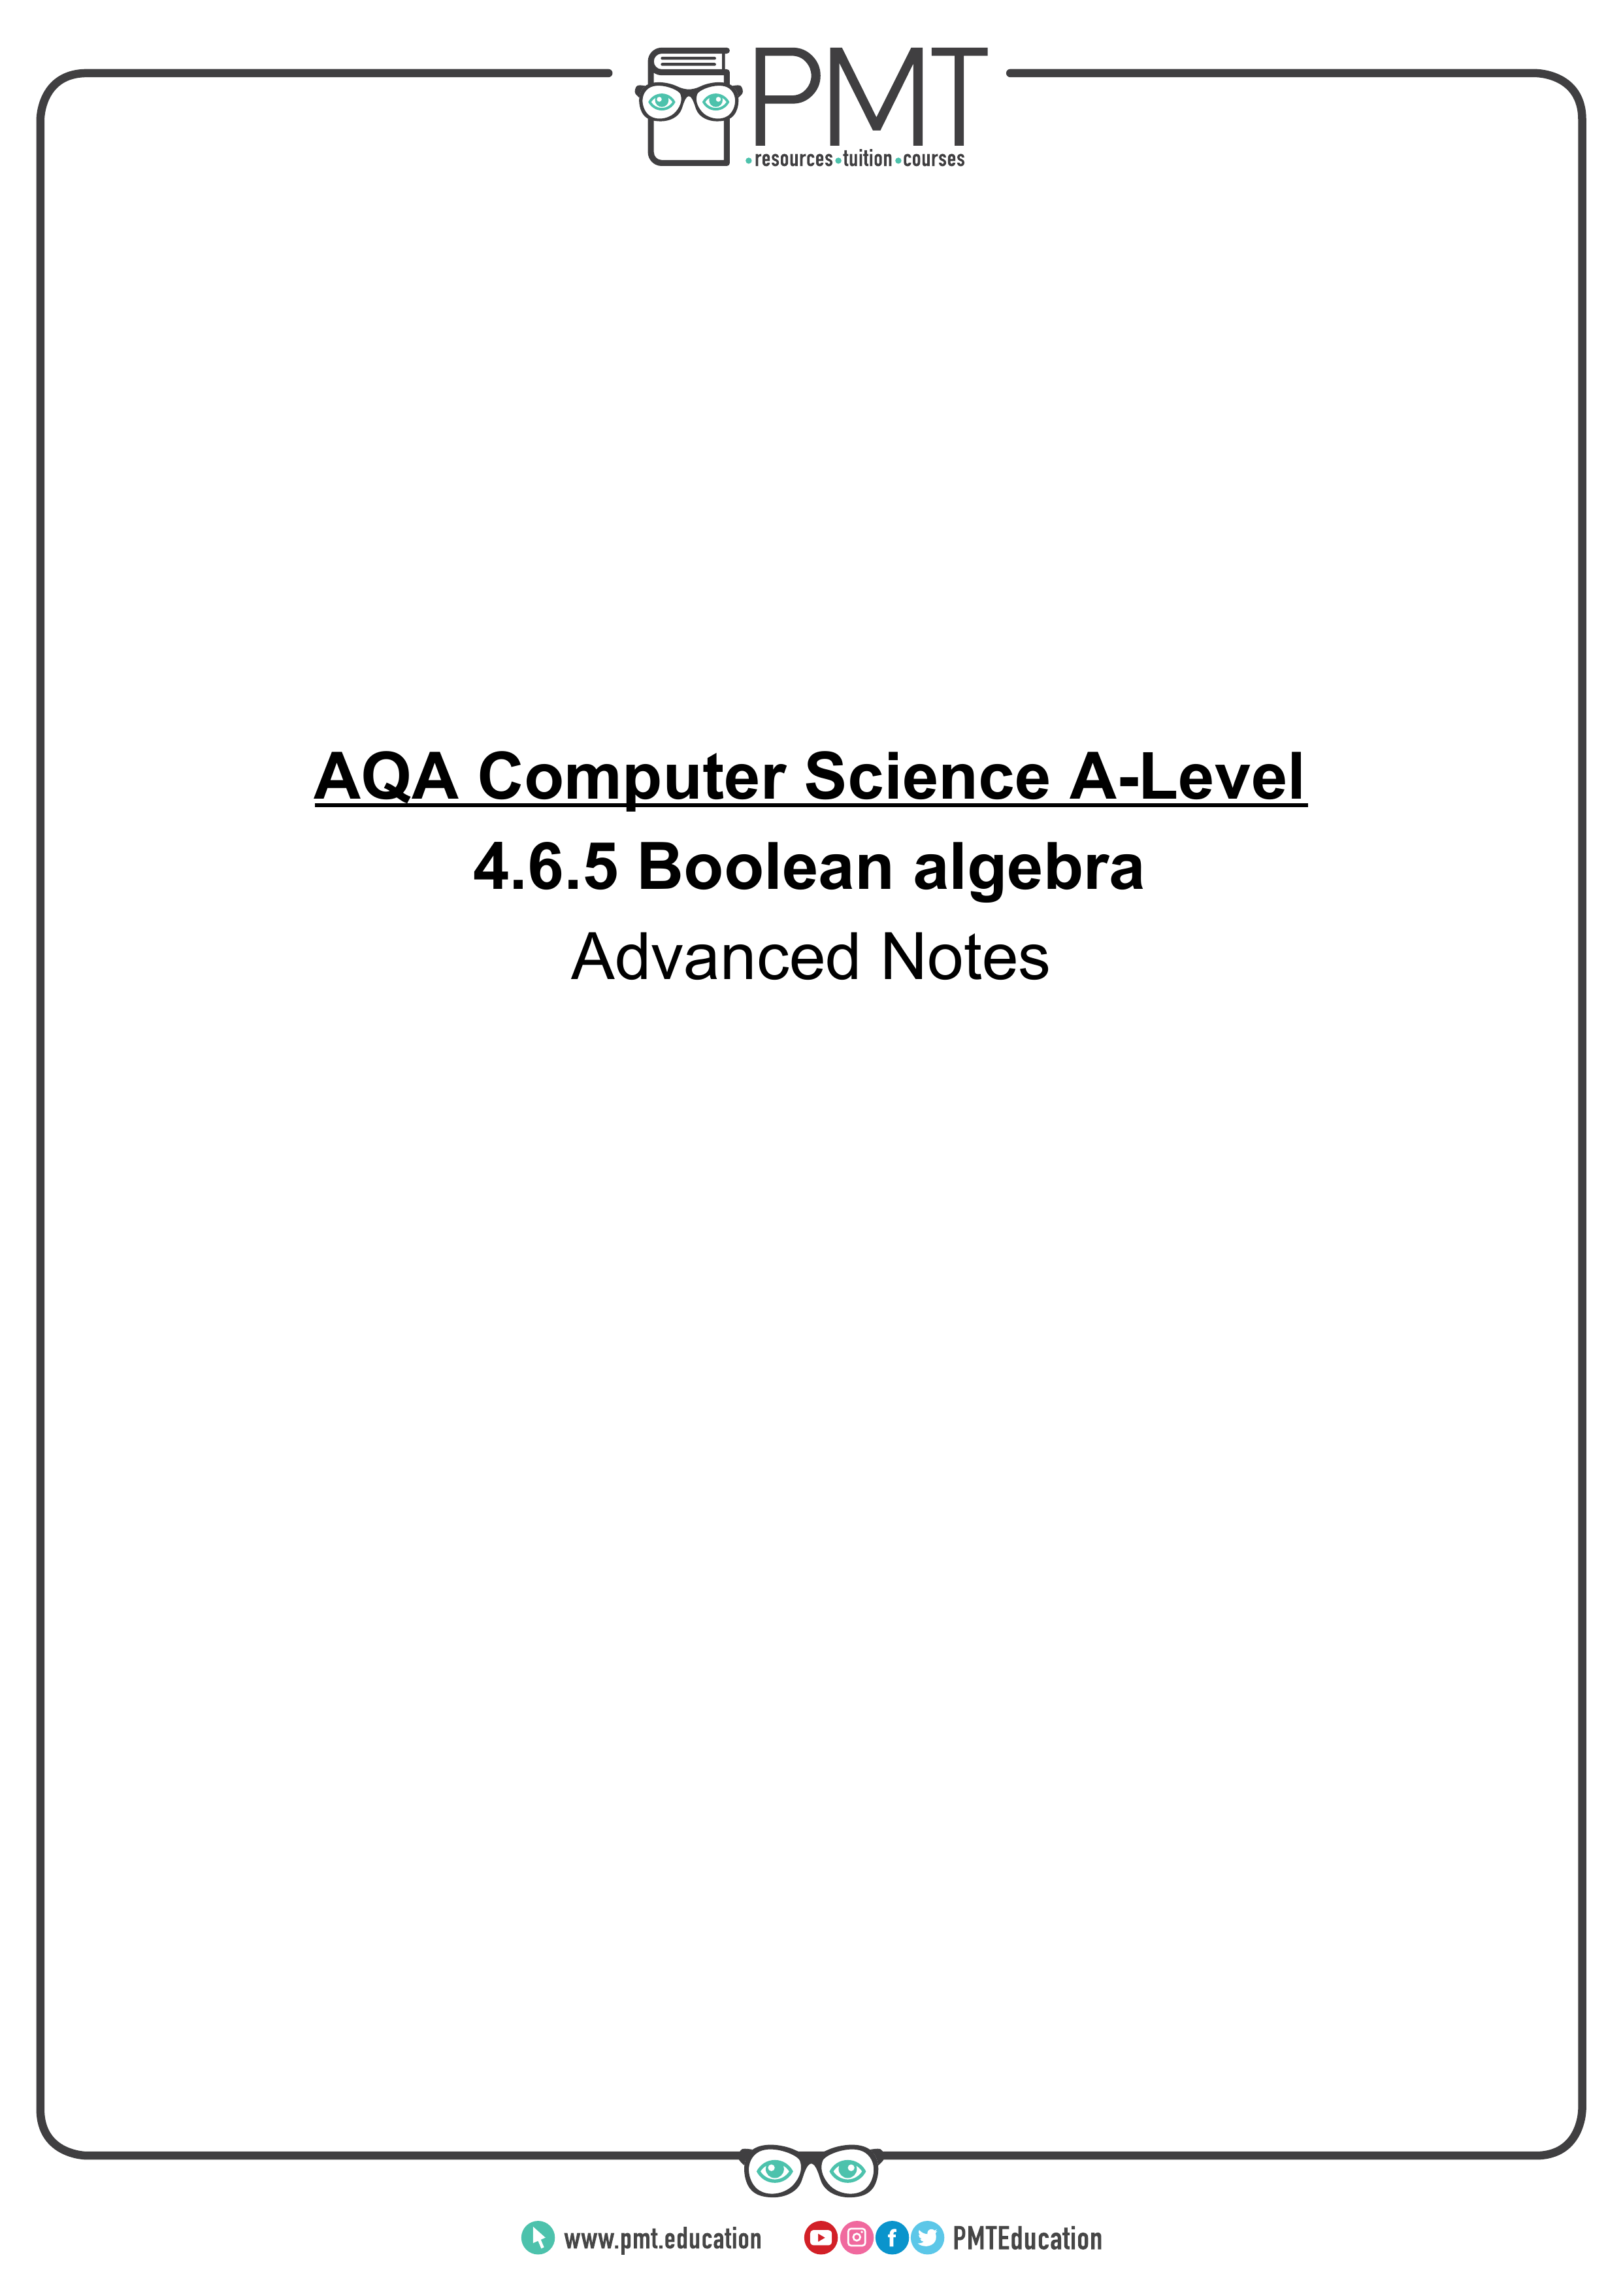 PMT
resources tuition courses
AQA Computer Science A-Level
4.6.5 Boolean algebra
Advanced Notes
www.pmt.education PMTEducation